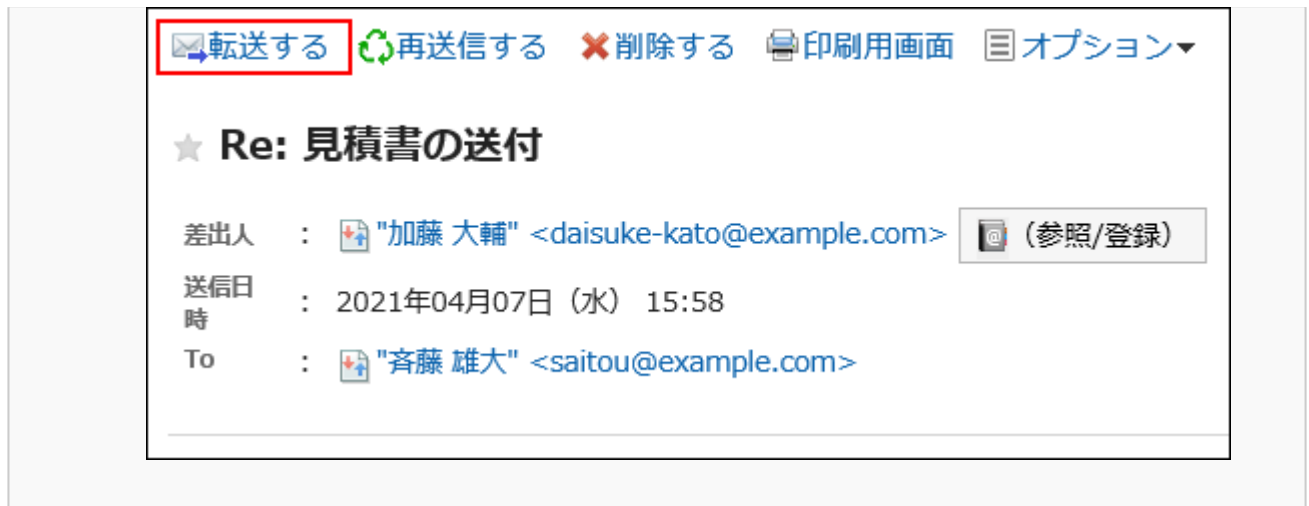 転送する 再送信する 削除する 印刷用画面 オプション▼
★ Re: 見積書の送付
差出人 : "加藤 大輔" <daisuke-kato@example.com> (参照/登録)
送信日時 : 2021年04月07日（水） 15:58
To : "斉藤 雄大" <saitou@example.com>